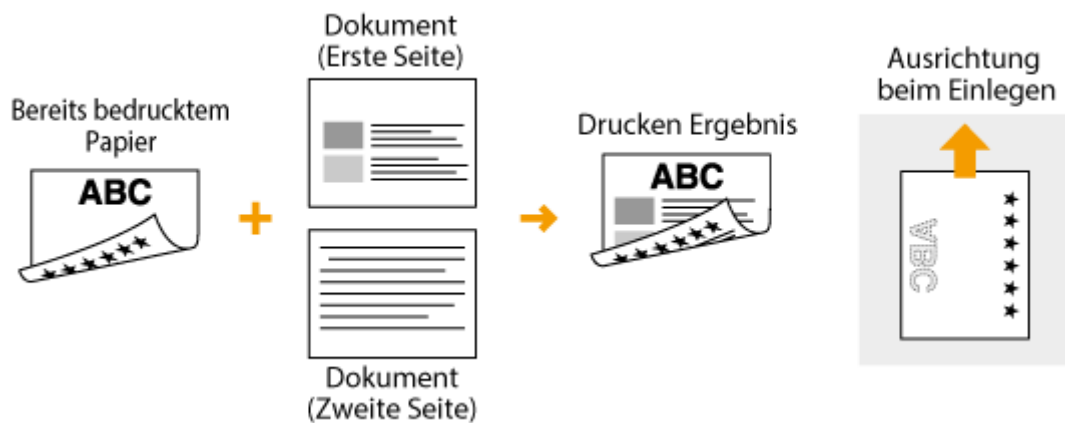 Bereits bedrucktem
Papier
ABC
Dokument
(Erste Seite)
Dokument
(Zweite Seite)
Drucken Ergebnis
ABC
Ausrichtung
beim Einlegen
ABC